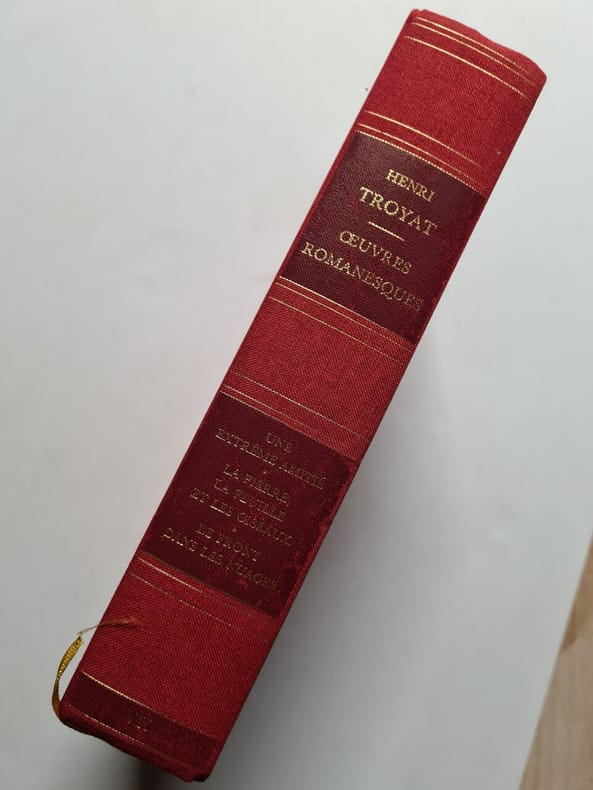 HENRI
TROYAT
ŒUVRES
ROMANESQUES
UNE
EXTRÊME AMITIÉ
LA PIERRE,
LA FEUILLE
ET LES CISEAUX
LE FRONT
DANS LES NUAGES